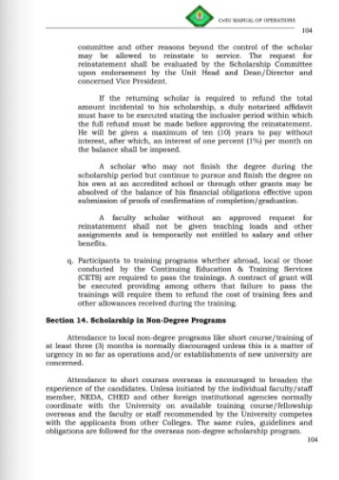 CvSU MANUAL OF OPERATIONS
104
committee and other reasons beyond the control of the scholar
may be allowed to reinstate to service. The request for
reinstatement shall be evaluated by the Scholarship Committee
upon endorsement by the Unit Head and Dean/Director and
concerned Vice President.
If the returning scholar is required to refund the total
amount incidental to his scholarship, a duly notarized affidavit
must have to be executed stating the inclusive period within which
the full refund must be made before approving the reinstatement.
He will be given a maximum of ten (10) years to pay without
interest, after which, an interest of one percent (1%) per month on
the balance shall be imposed.
A scholar who may not finish the degree during the
scholarship period but continue to pursue and finish the degree on
his own at an accredited school or through other grants may be
absolved of the balance of his financial obligations effective upon
submission of proofs of confirmation of completion/graduation.
A faculty scholar without an approved request for
reinstatement shall not be given teaching loads and other
assignments and is temporarily not entitled to salary and other
benefits.
q. Participants to training programs whether abroad, local or those
conducted by the Continuing Education & Training Services
(CETS) are required to pass the trainings. A contract of grant will
be executed providing among others that failure to pass the
trainings will require them to refund the cost of training fees and
other allowances received during the training.
Section 14. Scholarship in Non-Degree Programs
Attendance to local non-degree programs like short course/training of
at least three (3) months is normally discouraged unless this is a matter of
urgency in so far as operations and/or establishments of new university are
concerned.
Attendance to short courses overseas is encouraged to broaden the
experience of the candidates. Unless initiated by the individual faculty/staff
member, NEDA, CHED and other foreign institutional agencies normally
coordinate with the University on available training course/fellowship
overseas and the faculty or staff recommended by the University competes
with the applicants from other Colleges. The same rules, guidelines and
obligations are followed for the overseas non-degree scholarship program.
104